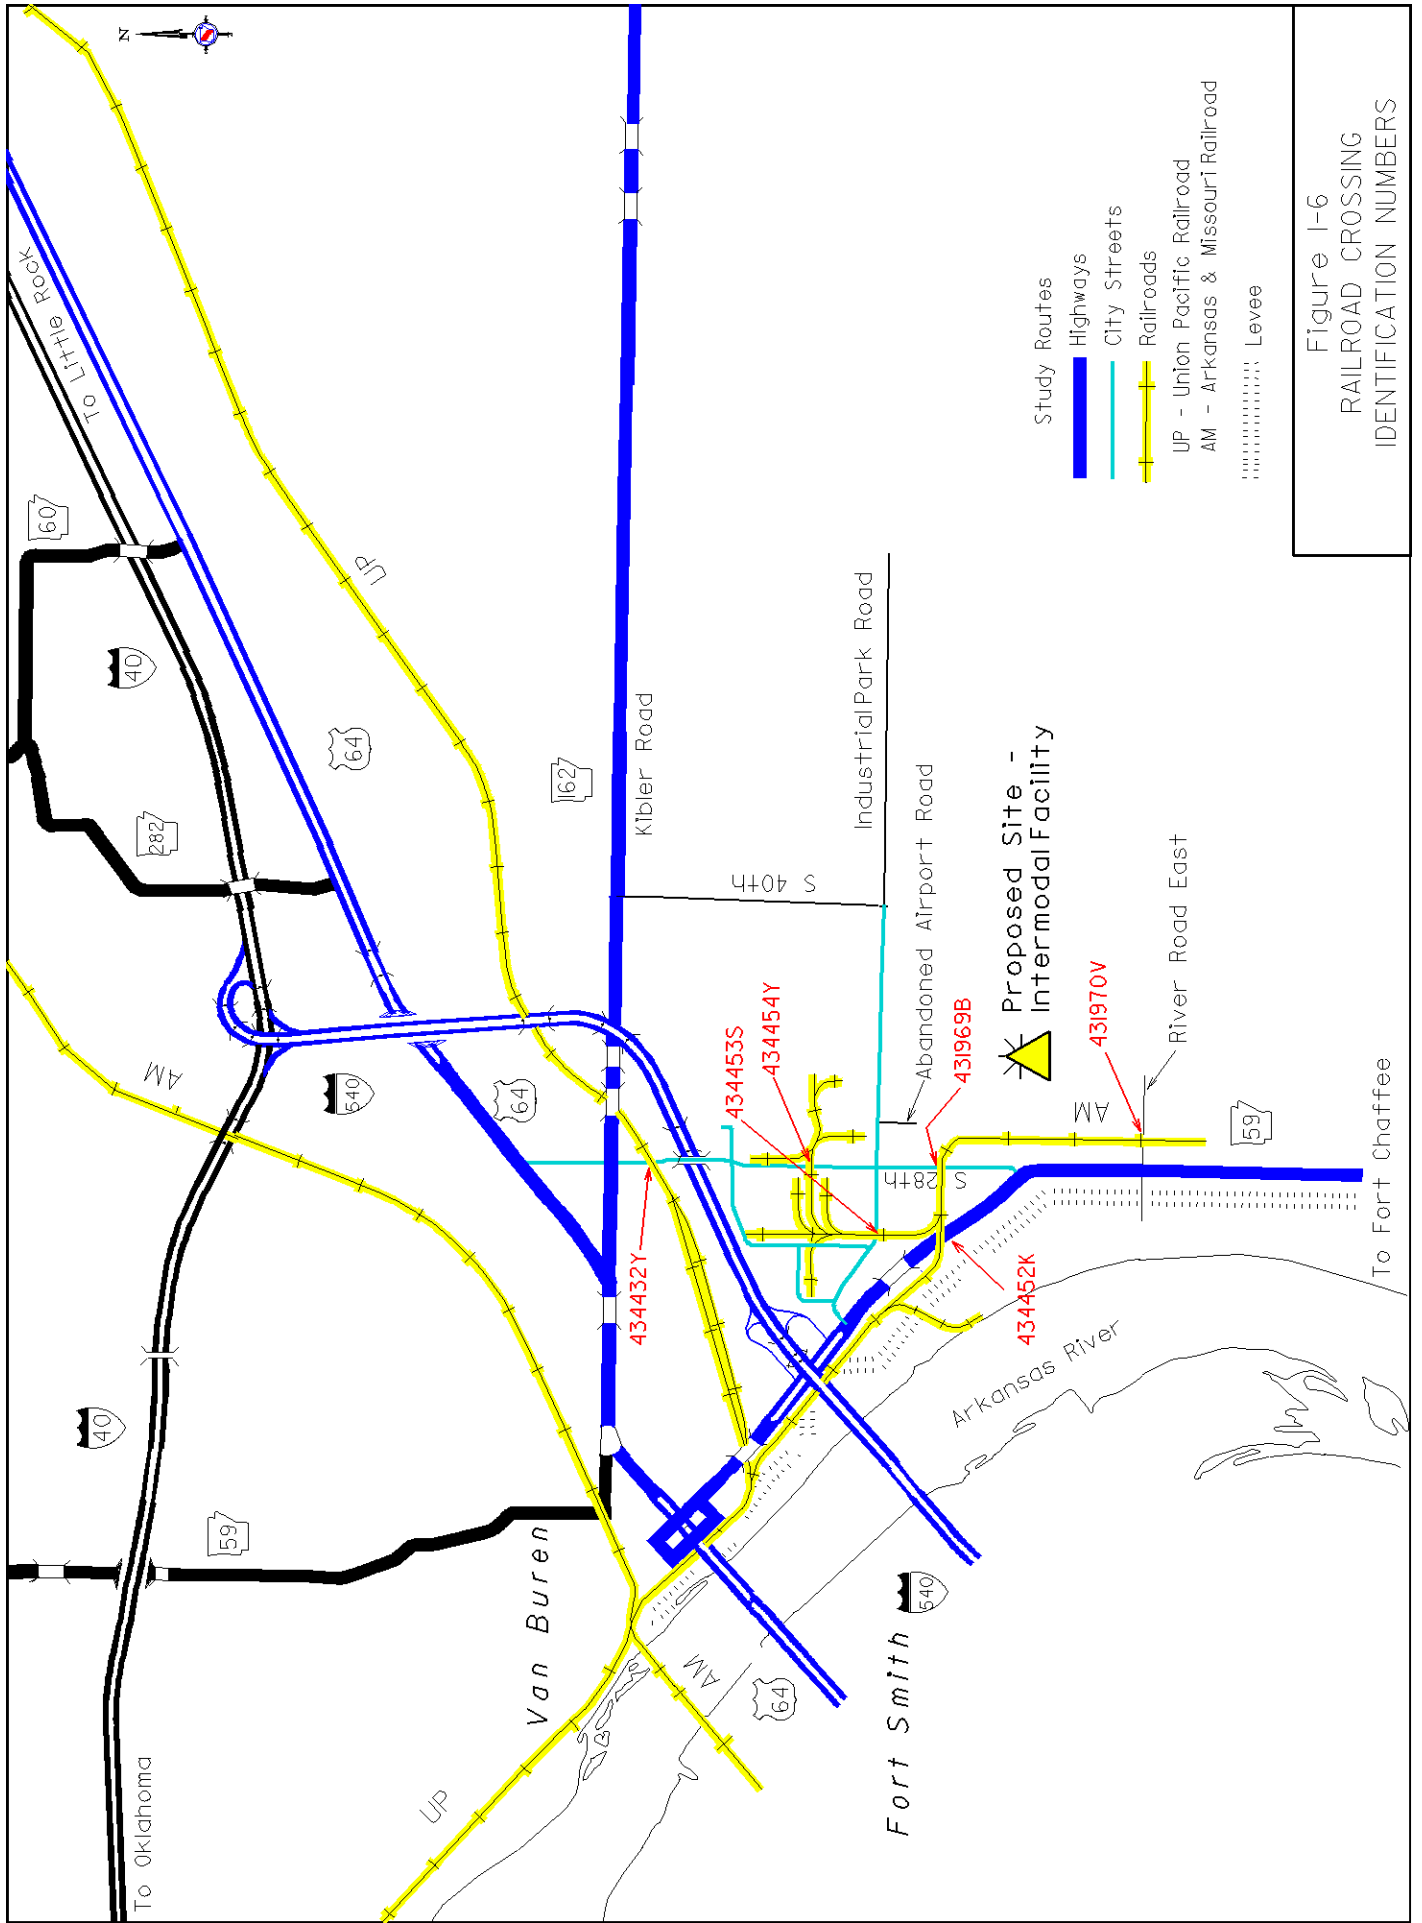 N
To Little Rock
60
40
282
64
UP
162
Kibler Road
S 40th
Industrial Park Road
Abandoned Airport Road
Proposed Site -
Intermodal Facility
River Road East
AM
540
64
434453S
434454Y
431969B
431970V
AM
59
S 28th
434432Y
434452K
To Fort Chaffee
Arkansas River
40
59
Van Buren
Fort Smith
540
AM
64
UP
To Oklahoma
Study Routes
Highways
City Streets
Railroads
UP - Union Pacific Railroad
AM - Arkansas & Missouri Railroad
Levee
Figure I-6
RAILROAD CROSSING
IDENTIFICATION NUMBERS